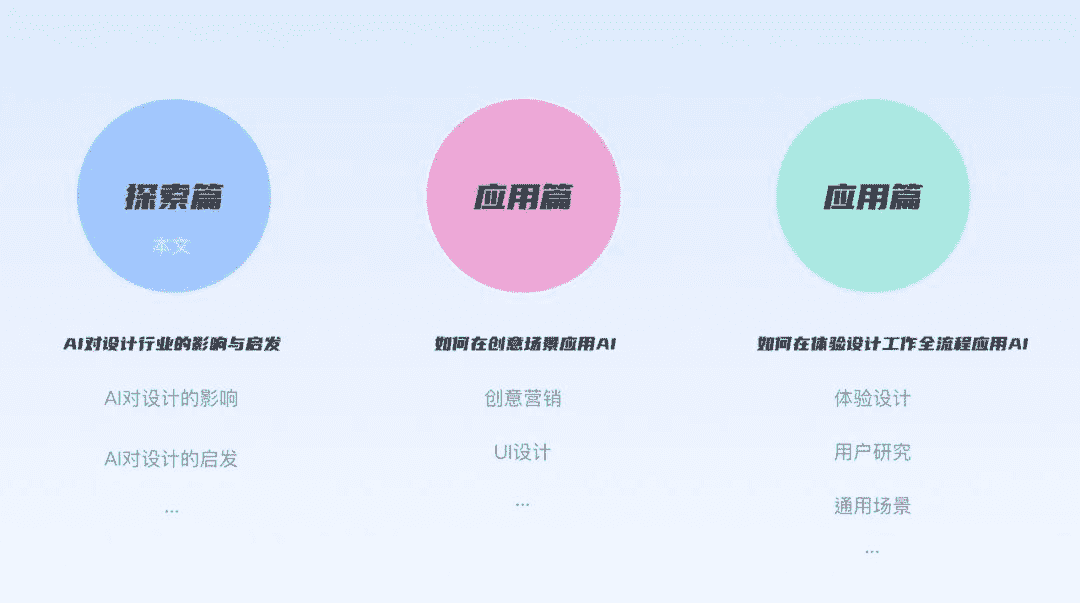 探索篇
本文
AI对设计行业的影响与启发
AI对设计的影响
AI对设计的启发
...
应用篇
如何在创意场景应用AI
创意营销
UI设计
...
应用篇
如何在体验设计工作全流程应用AI
体验设计
用户研究
通用场景
...